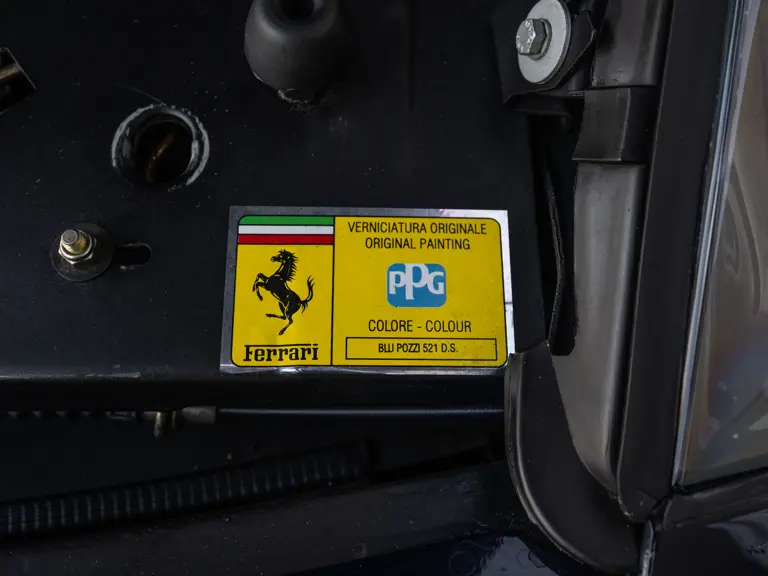 VERNICIATURA ORIGINALE
ORIGINAL PAINTING
PPG
COLORE - COLOUR
BLU POZZI 521 D.S.
Ferrari